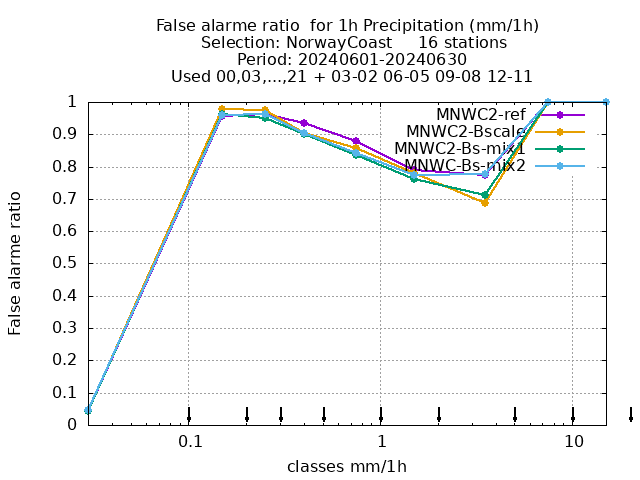 False alarme ratio  for 1h Precipitation (mm/1h)
Selection: NorwayCoast     16 stations
Period: 20240601-20240630
Used 00,03,...,21 + 03-02 06-05 09-08 12-11
MNWC2-ref
MNWC2-Bscale
MNWC2-Bs-mix1
MNWC-Bs-mix2
1
0.9
0.8
0.7
0.6
0.5
0.4
0.3
0.2
0.1
0
False alarme ratio
0.1 1 10
classes mm/1h